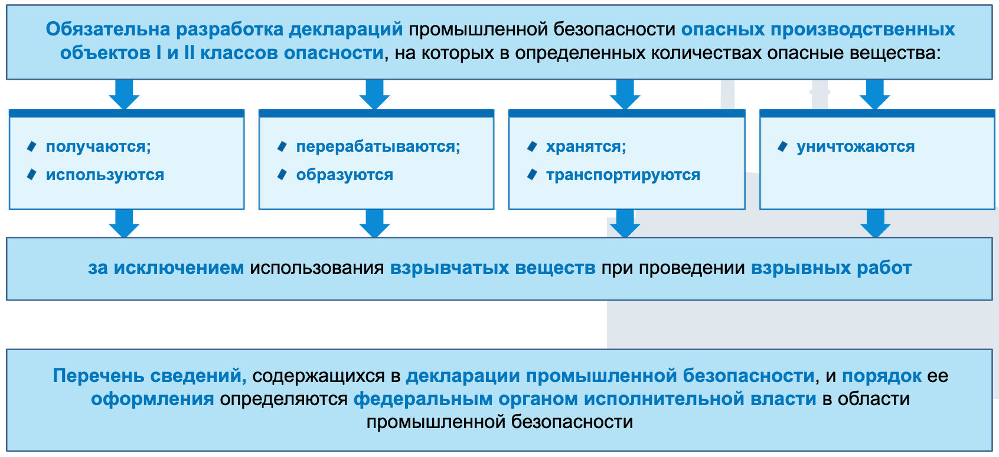 Обязательна разработка деклараций промышленной безопасности опасных производственных
объектов I и II классов опасности, на которых в определенных количествах опасные вещества:
получаются;
используются
перерабатываются;
образуются
хранятся;
транспортируются
уничтожаются
за исключением использования взрывчатых веществ при проведении взрывных работ
Перечень сведений, содержащихся в декларации промышленной безопасности, и порядок ее
оформления определяются федеральным органом исполнительной власти в области
промышленной безопасности